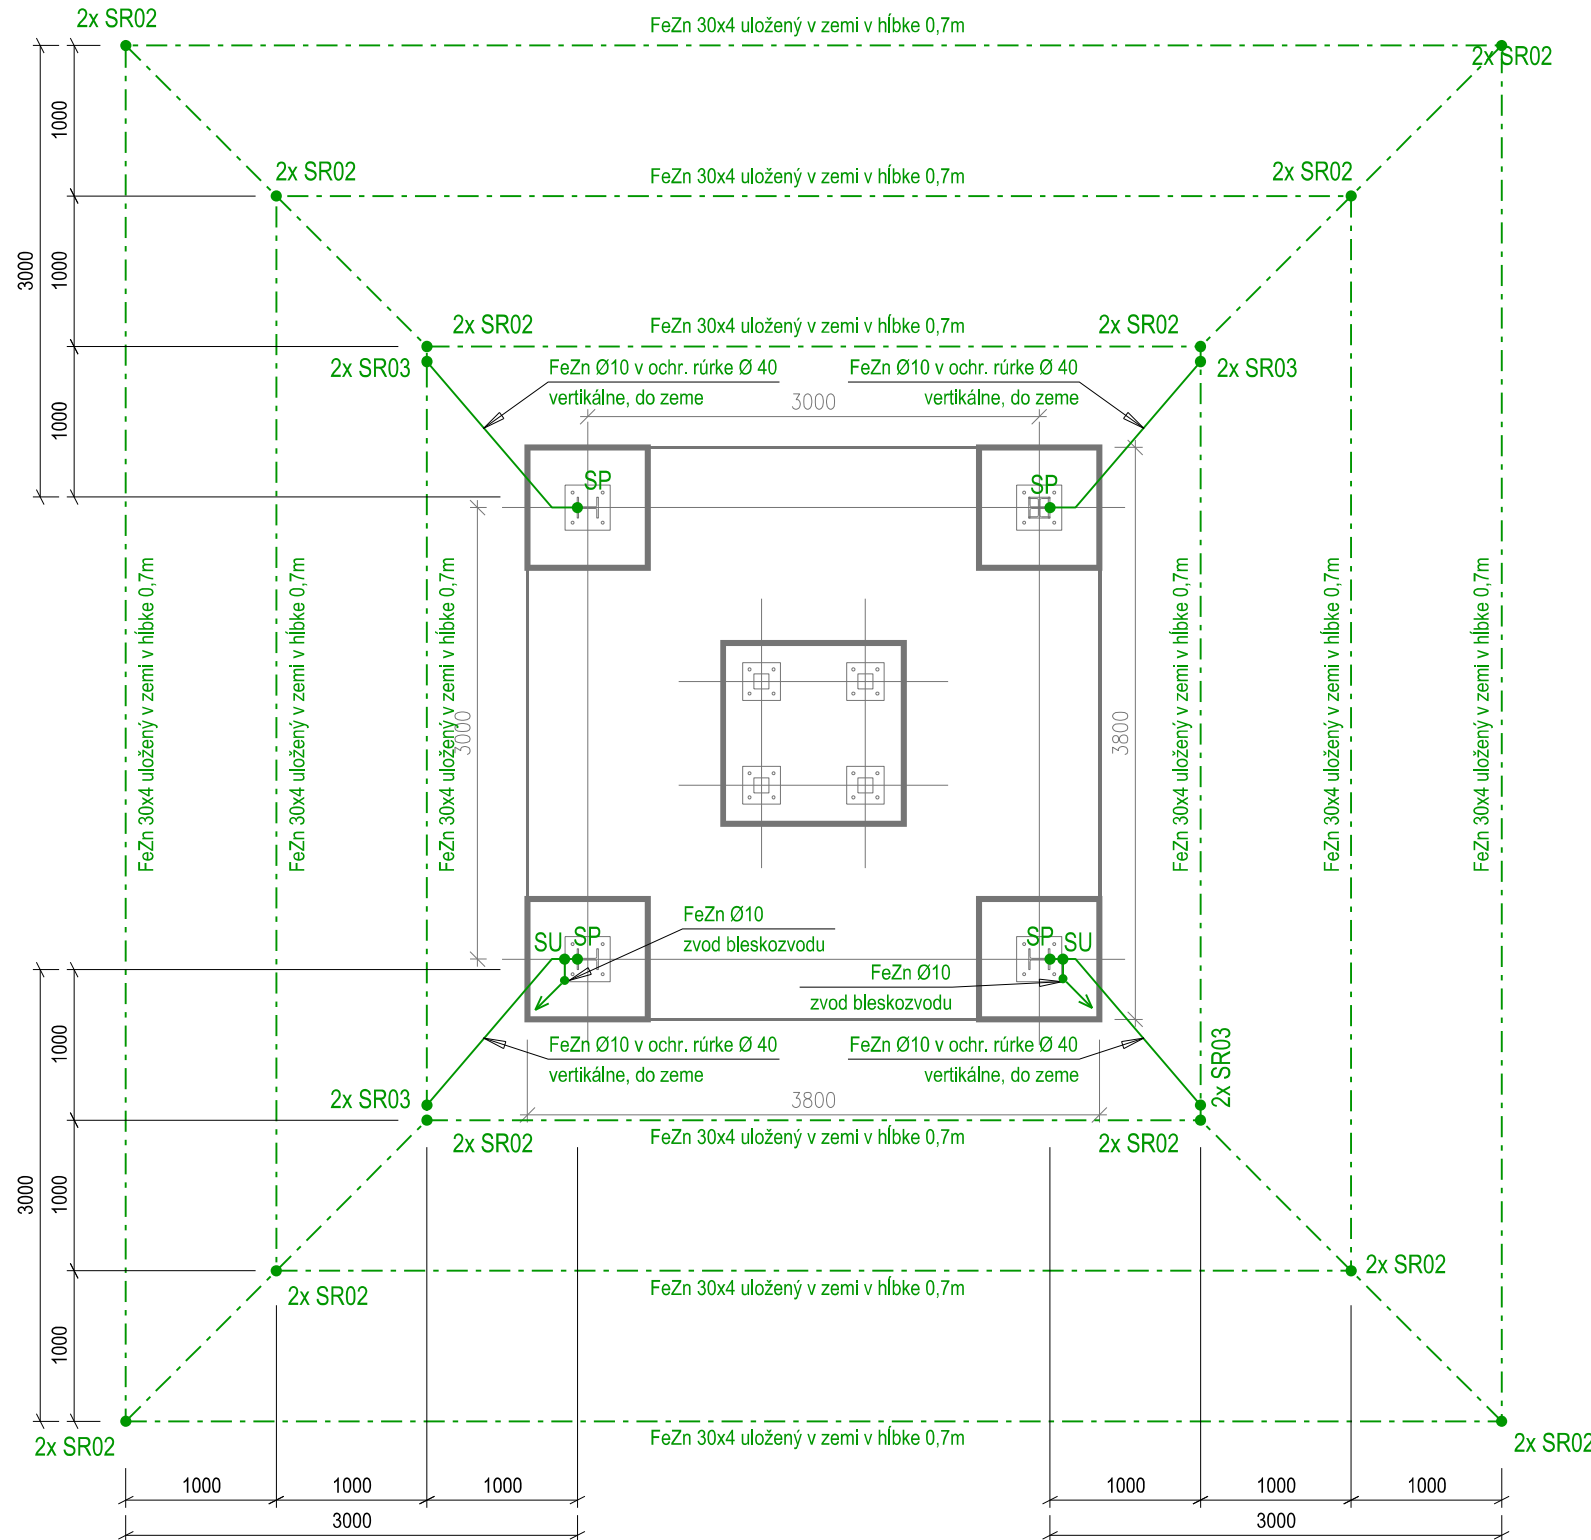 2x SR02
FeZn 30x4 uložený v zemi v hĺbke 0,7m
2x SR02
1000
2x SR02
FeZn 30x4 uložený v zemi v hĺbke 0,7m
2x SR02
3000
1000
2x SR02
FeZn 30x4 uložený v zemi v hĺbke 0,7m
2x SR02
2x SR03
FeZn Ø10 v ochr. rúrke Ø 40
vertikálne, do zeme
FeZn Ø10 v ochr. rúrke Ø 40
vertikálne, do zeme
2x SR03
1000
3000
SP
SP
FeZn 30x4 uložený v zemi v hĺbke 0,7m
FeZn 30x4 uložený v zemi v hĺbke 0,7m
FeZn 30x4 uložený v zemi v hĺbke 0,7m
3000
3800
FeZn 30x4 uložený v zemi v hĺbke 0,7m
FeZn 30x4 uložený v zemi v hĺbke 0,7m
FeZn 30x4 uložený v zemi v hĺbke 0,7m
SU
SP
FeZn Ø10
zvod bleskozvodu
SP
SU
FeZn Ø10
zvod bleskozvodu
1000
FeZn Ø10 v ochr. rúrke Ø 40
vertikálne, do zeme
FeZn Ø10 v ochr. rúrke Ø 40
vertikálne, do zeme
2x SR03
2x SR03
3800
2x SR02
FeZn 30x4 uložený v zemi v hĺbke 0,7m
2x SR02
3000
1000
2x SR02
FeZn 30x4 uložený v zemi v hĺbke 0,7m
2x SR02
1000
2x SR02
FeZn 30x4 uložený v zemi v hĺbke 0,7m
2x SR02
1000
1000
1000
1000
1000
1000
3000
3000